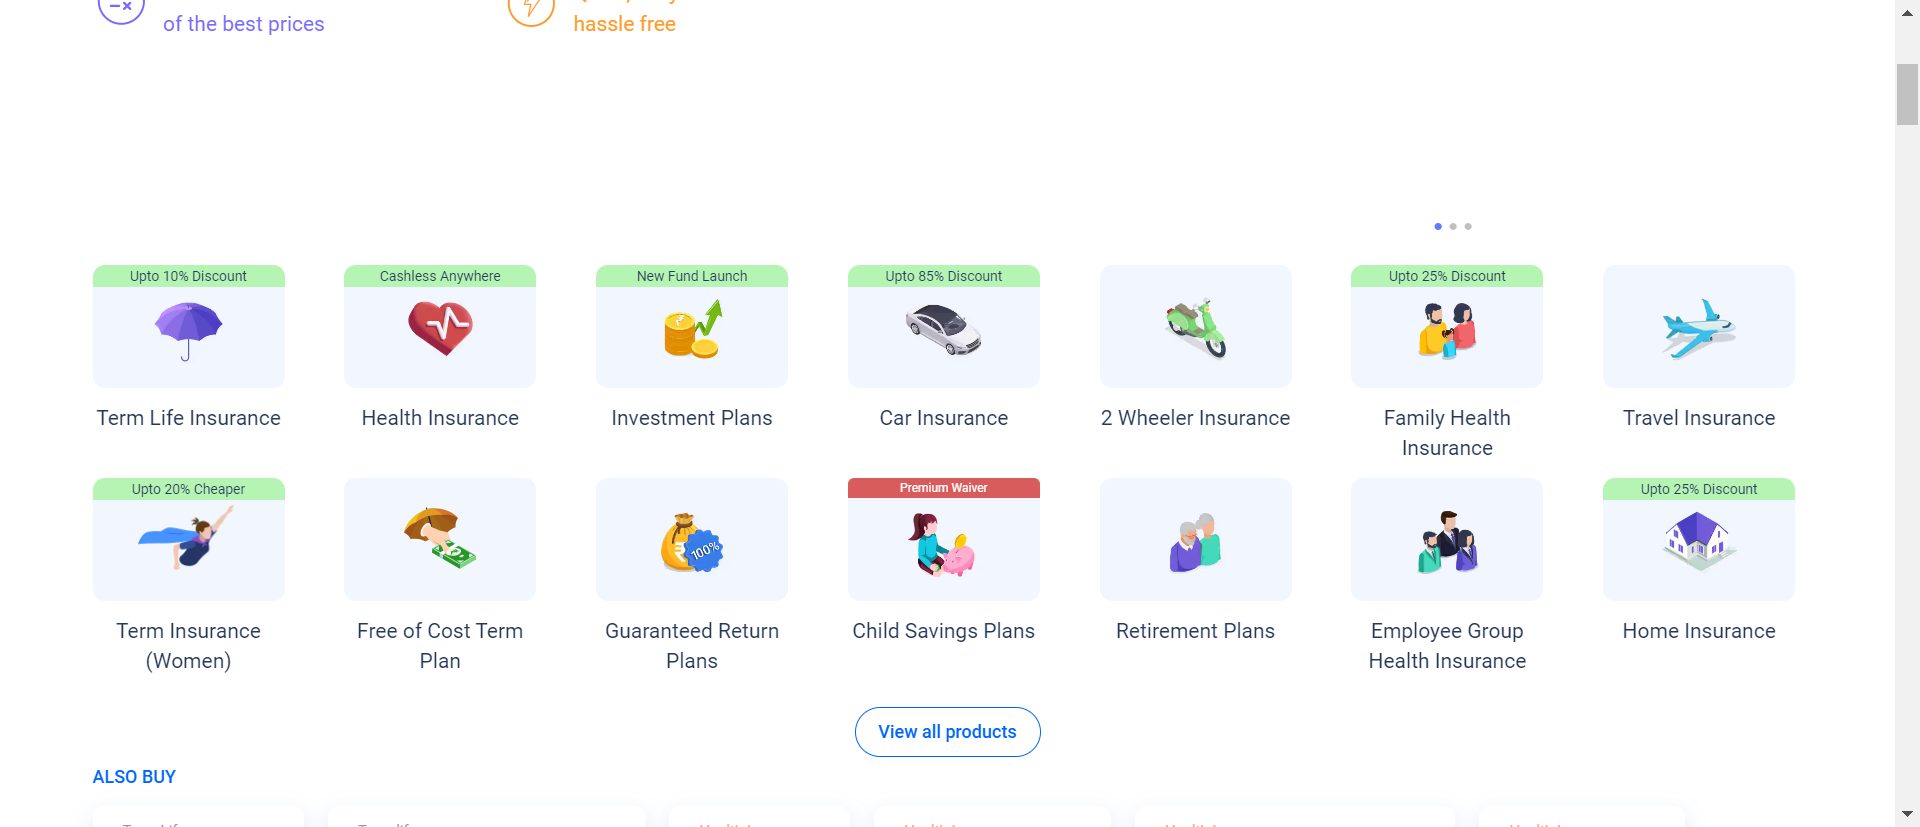 of the best prices
hassle free
Upto 10% Discount
Cashless Anywhere
New Fund Launch
Upto 85% Discount
Upto 25% Discount
Term Life Insurance
Health Insurance
Investment Plans
Car Insurance
2 Wheeler Insurance
Family Health
Insurance
Travel Insurance
Upto 20% Cheaper
Premium Waiver
Upto 25% Discount
100%
Term Insurance
(Women)
Free of Cost Term
Plan
Guaranteed Return
Plans
Child Savings Plans
Retirement Plans
Employee Group
Health Insurance
Home Insurance
View all products
ALSO BUY